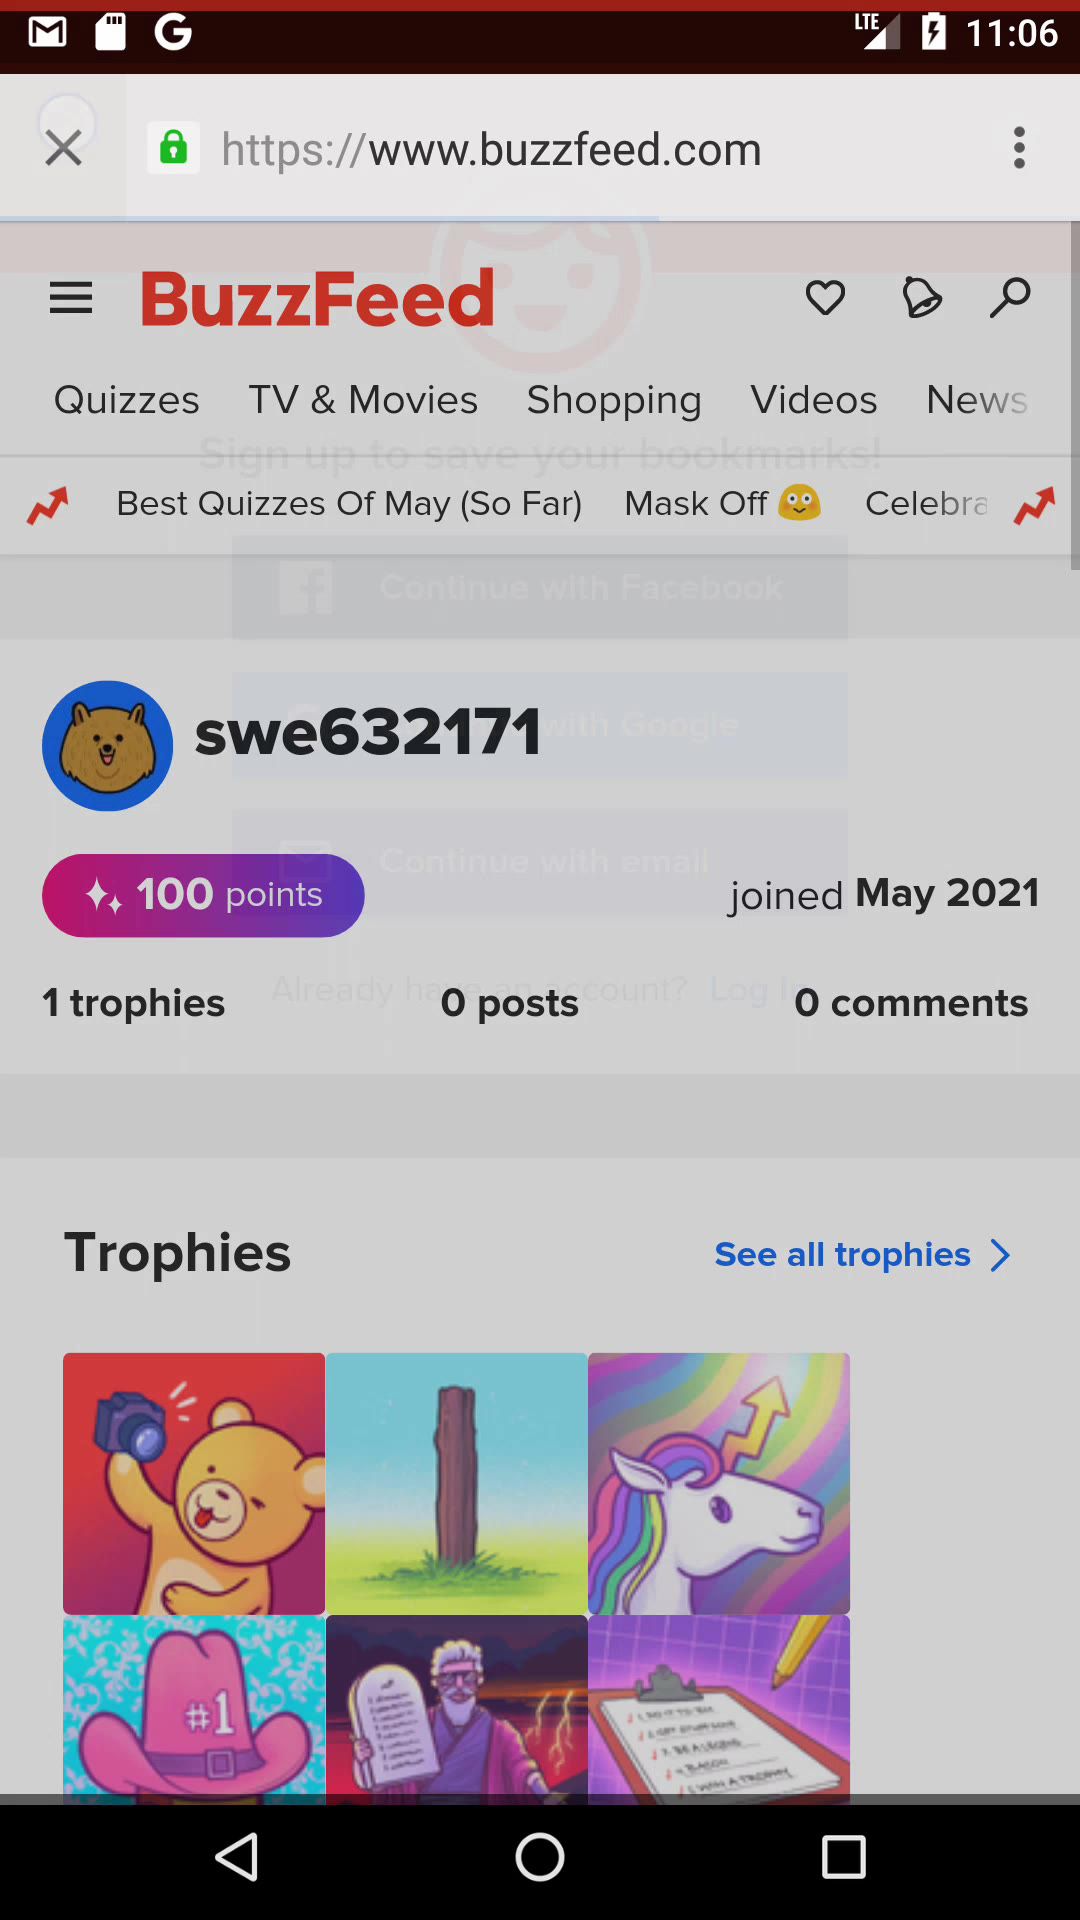 LTE 11:06
https://www.buzzfeed.com
BuzzFeed
Quizzes TV & Movies Shopping Videos News
Sign up to save your bookmarks!
Best Quizzes Of May (So Far) Mask Off Celebra
Continue with Facebook
swe632171
with Google
Continue with email
100 points joined May 2021
Already have an account? Log In
1 trophies 0 posts 0 comments
Trophies See all trophies
#1